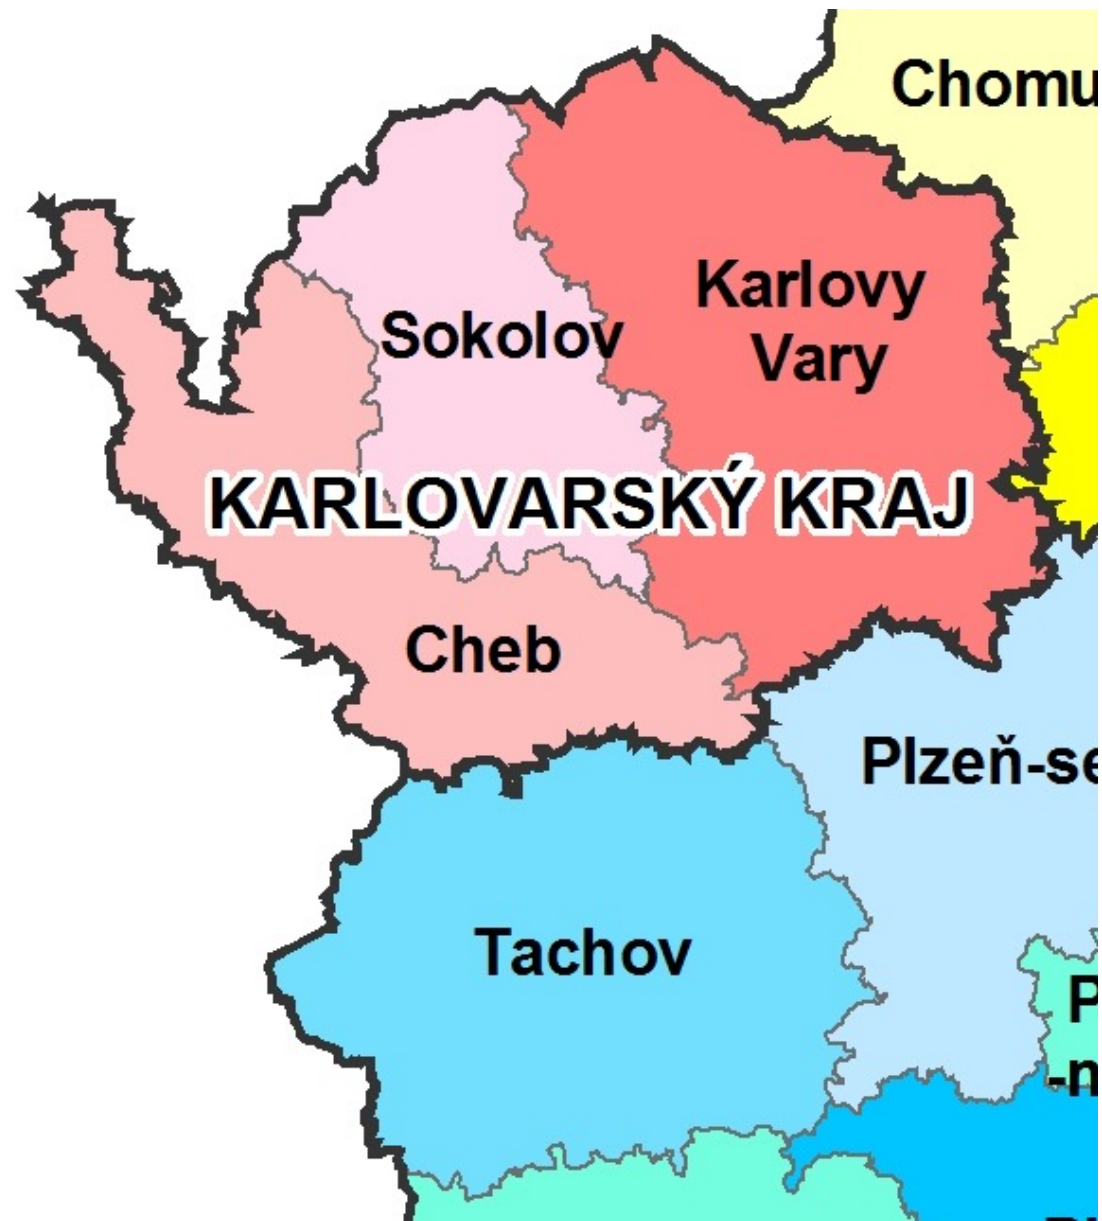 Chomu
Karlovy
Vary
Sokolov
KARLOVARSKÝ KRAJ
Cheb
Plzeň-se
Tachov
P
-n